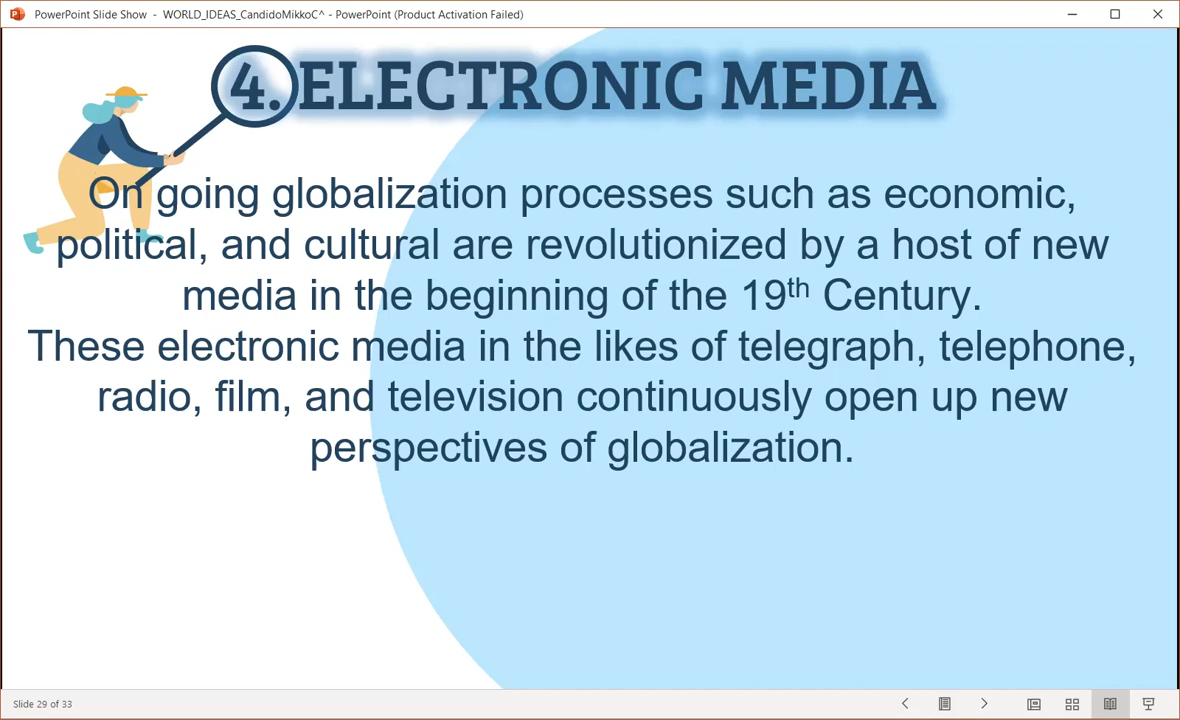 PowerPoint Slide Show - WORLD_IDEAS_CandidoMikkoC^ - PowerPoint (Product Activation Failed)
4. ELECTRONIC MEDIA
On going globalization processes such as economic,
political, and cultural are revolutionized by a host of new
media in the beginning of the 19th Century.
These electronic media in the likes of telegraph, telephone,
radio, film, and television continuously open up new
perspectives of globalization.
Slide 29 of 33